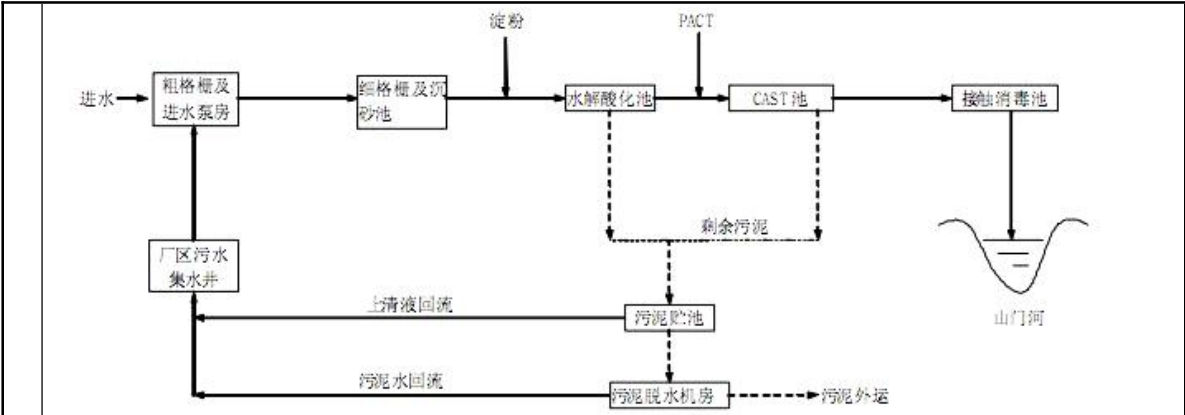 淀粉
PACT
进水
粗格栅及
进水泵房
细格栅及沉
砂池
水解酸化池
CAST池
接触消毒池
剩余污泥
厂区污水
集水井
上清液回流
污泥贮池
山门河
污泥水回流
污泥脱水机房
污泥外运